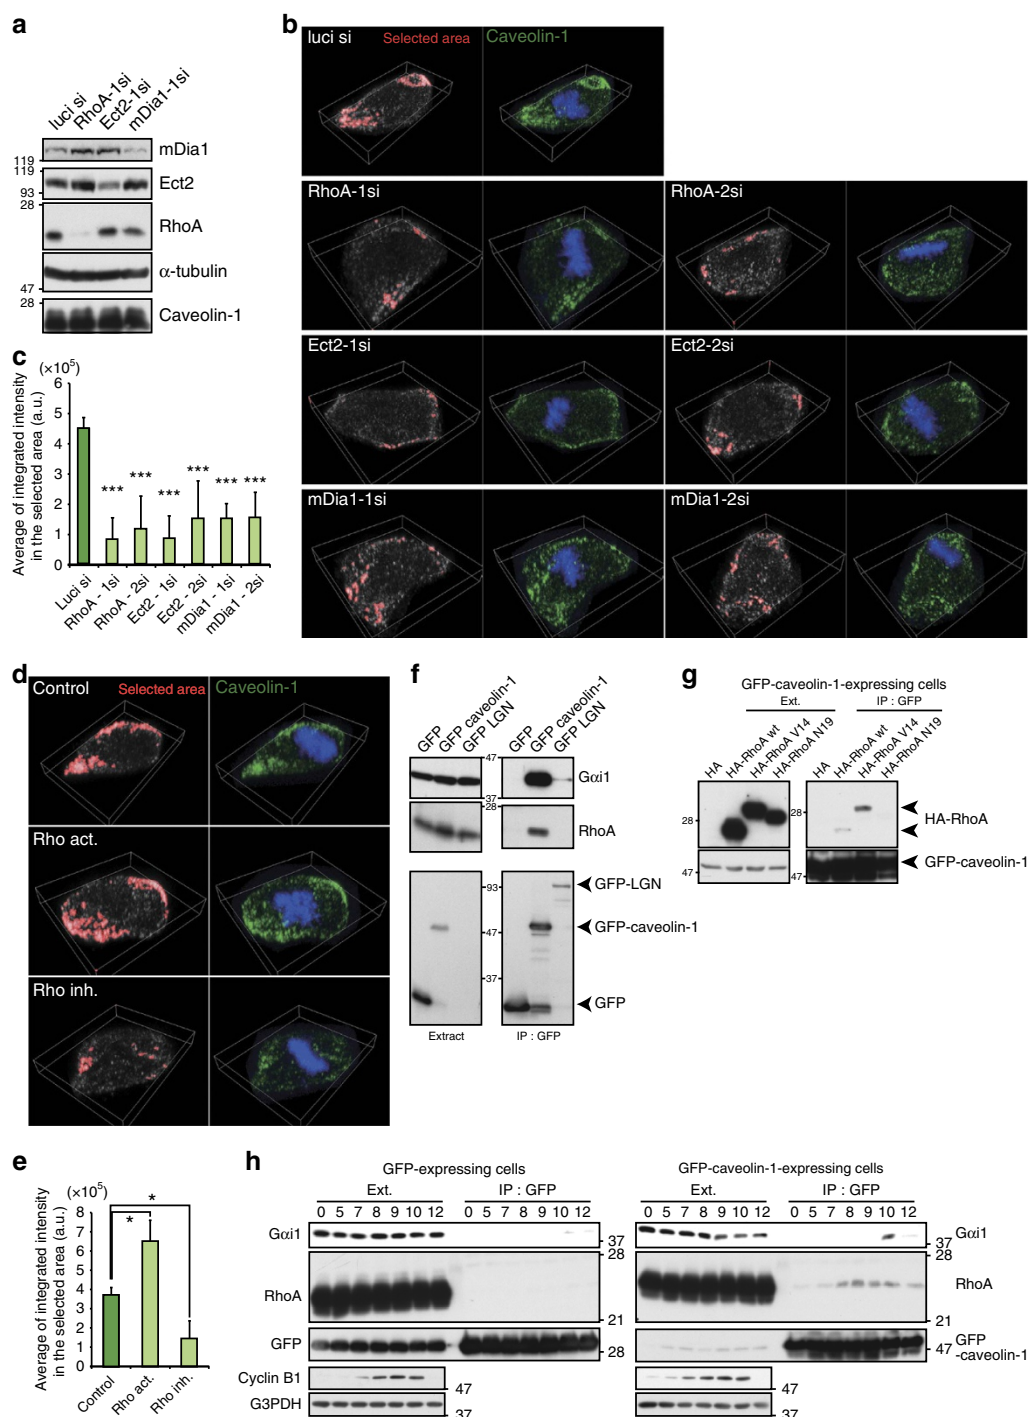 a
luci si
RhoA-1si
Ect2-1si
mDia1-1si
mDia1
119
119
Ect2
93
28
RhoA
α-tubulin
47
28
Caveolin-1
b
luci si
Selected area
Caveolin-1
RhoA-1si
RhoA-2si
Ect2-1si
Ect2-2si
mDia1-1si
mDia1-2si
c
(×10⁵)
Average of integrated intensity
in the selected area (a.u.)
6
5
4
3
2
1
0
***
***
***
***
***
***
Luci si
RhoA - 1si
RhoA - 2si
Ect2 - 1si
Ect2 - 2si
mDia1 - 1si
mDia1 - 2si
d
Control
Selected area
Caveolin-1
Rho act.
Rho inh.
e
(×10⁵)
Average of integrated intensity
in the selected area (a.u.)
8
7
6
5
4
3
2
1
0
*
*
Control
Rho act.
Rho inh.
f
GFP
GFP caveolin-1
GFP LGN
GFP
GFP caveolin-1
GFP LGN
47
Gαi1
37
28
RhoA
93
GFP-LGN
47
GFP-caveolin-1
37
GFP
Extract
IP : GFP
g
GFP-caveolin-1-expressing cells
Ext.
IP : GFP
HA
HA-RhoA wt
HA-RhoA V14
HA-RhoA N19
HA
HA-RhoA wt
HA-RhoA V14
HA-RhoA N19
28
28
HA-RhoA
47
47
GFP-caveolin-1
h
GFP-expressing cells
Ext.
IP : GFP
0 5 7 8 9 10 12
0 5 7 8 9 10 12
Gαi1
37
28
RhoA
21
GFP
28
Cyclin B1
47
G3PDH
37
GFP-caveolin-1-expressing cells
Ext.
IP : GFP
0 5 7 8 9 10 12
0 5 7 8 9 10 12
Gαi1
37
28
RhoA
21
47
GFP
-caveolin-1
47
37